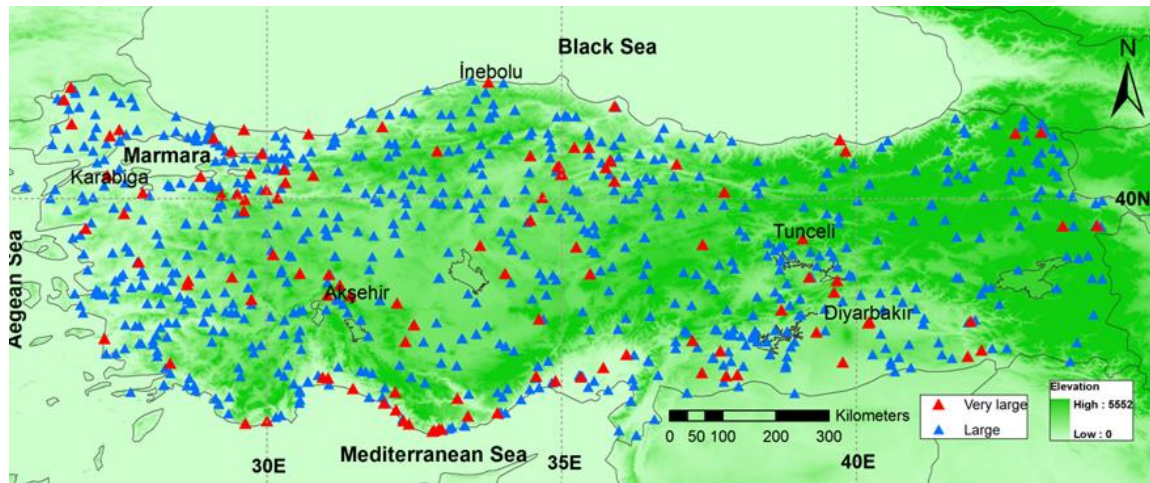 Black Sea
N
İnebolu
Marmara
Karabiga
40N
Tunceli
Aegean Sea
Akşehir
Diyarbakır
Elevation
High : 5552
Low : 0
Very large
Large
Kilometers
0 50 100 200 300
Mediterranean Sea
30E
35E
40E